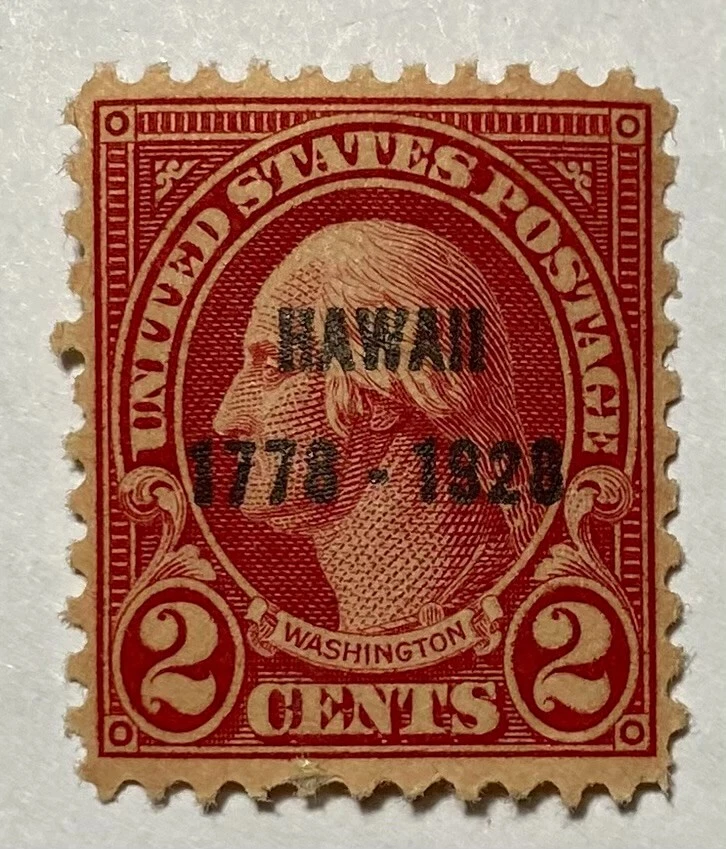 UNITED STATES POSTAGE
HAWAII
1778 - 1928
WASHINGTON
2 CENTS 2